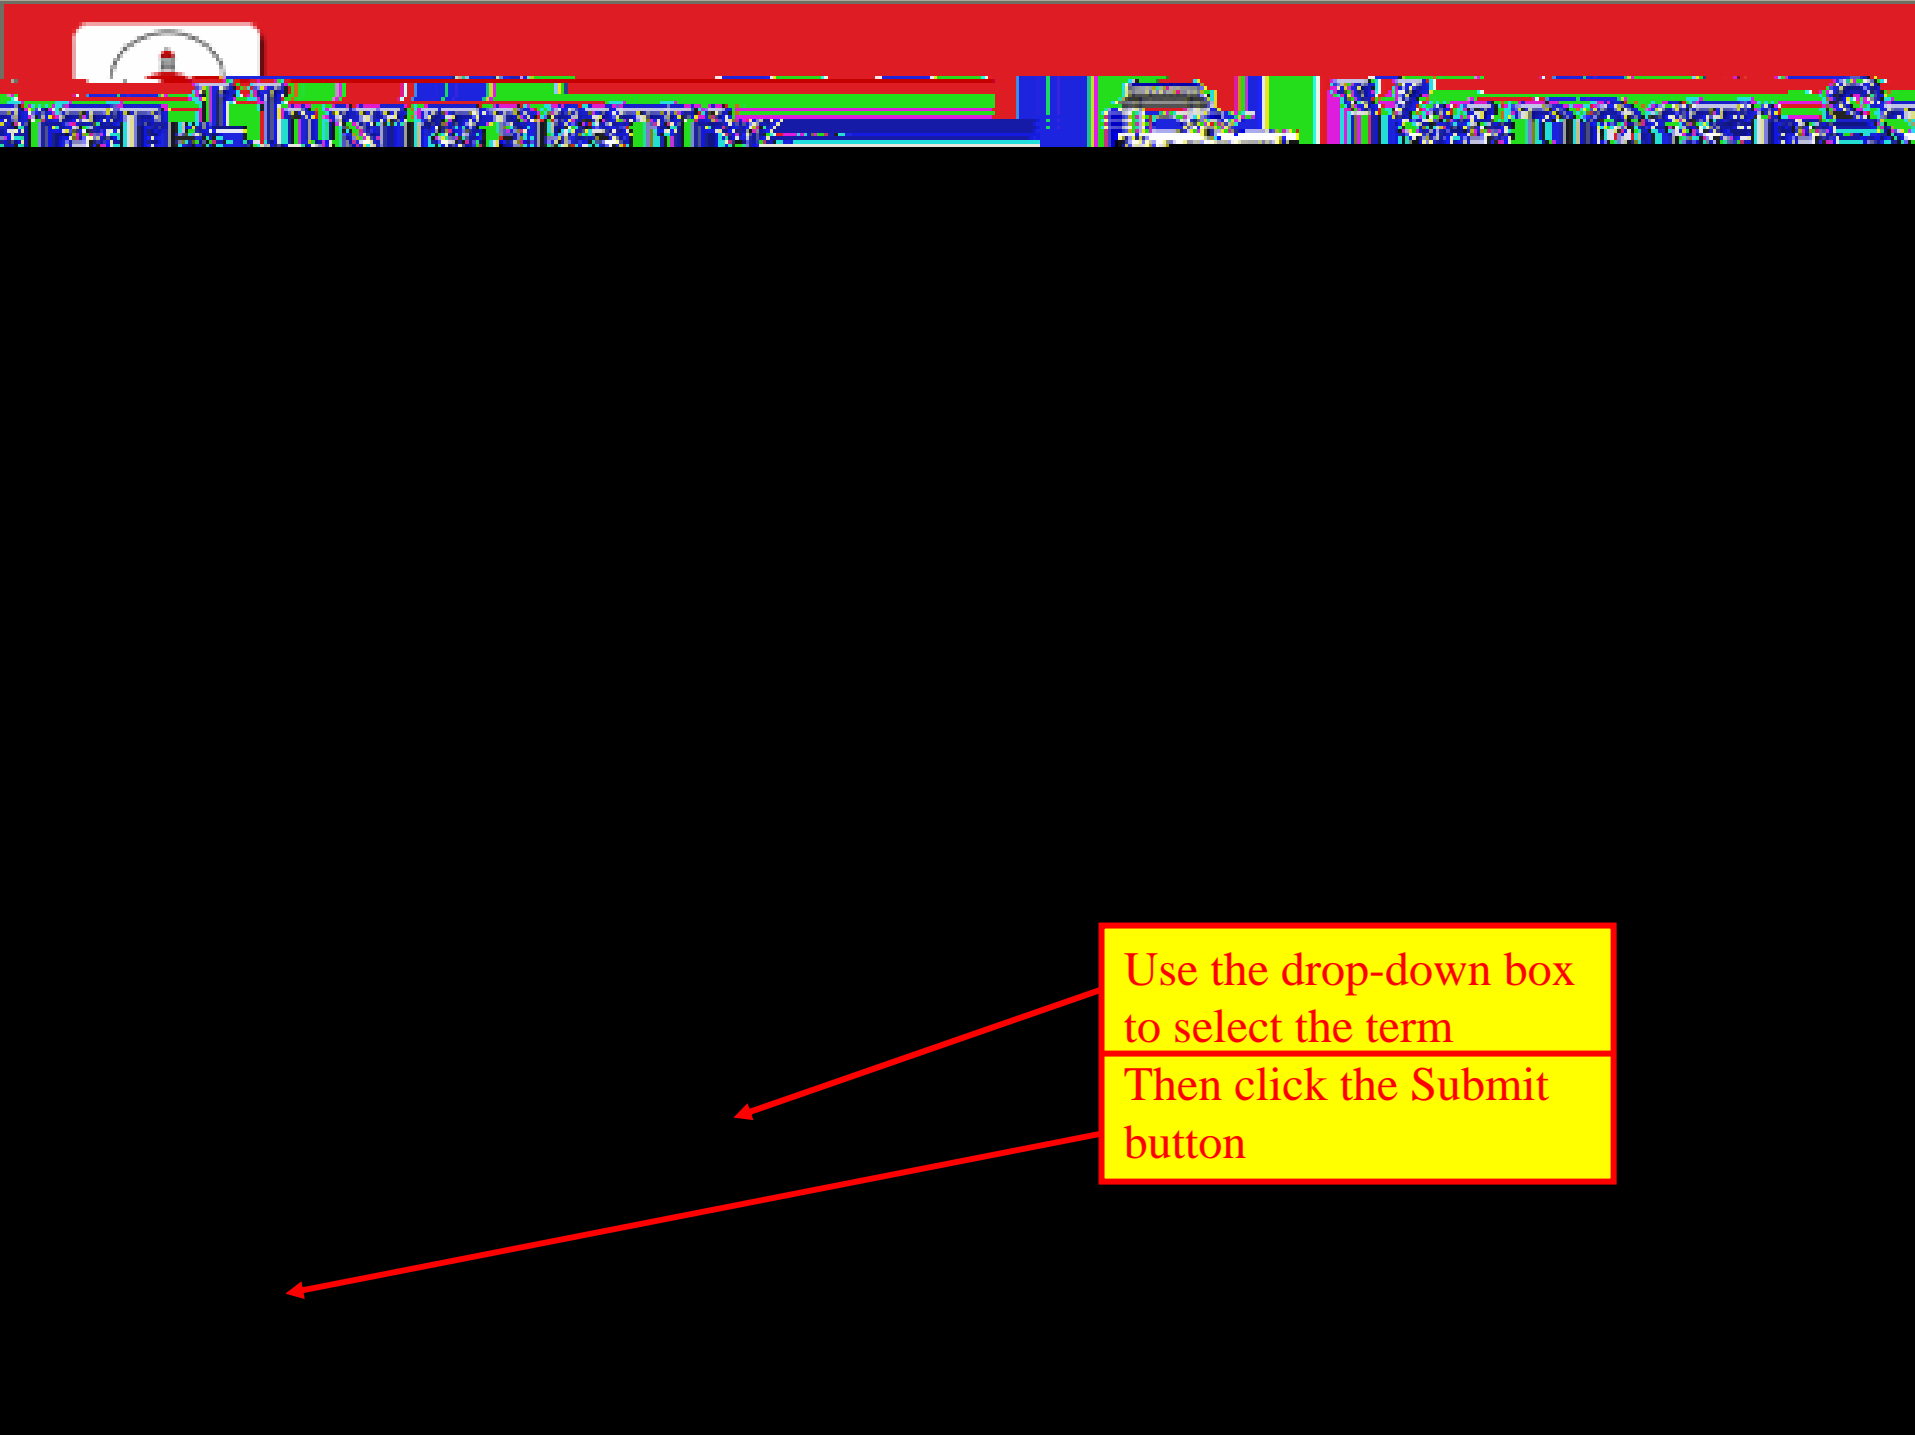 Use the drop-down box
to select the term
Then click the Submit
button